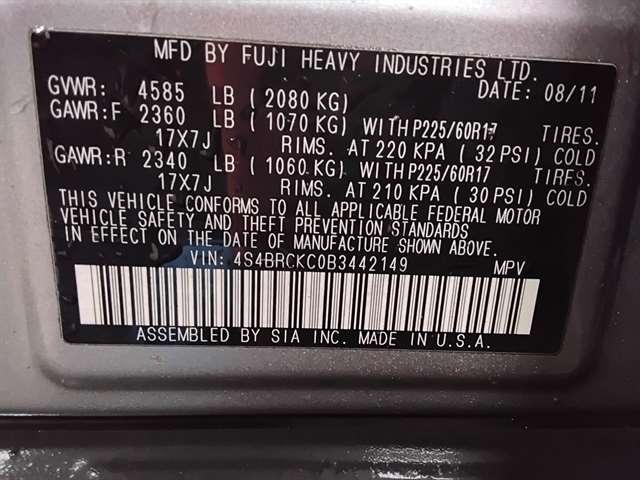 MFD BY FUJI HEAVY INDUSTRIES LTD.
DATE: 08/11
GVWR: 4585 LB ( 2080 KG)
GAWR:F 2360 LB ( 1070 KG) WITH P225/60R17 TIRES.
17X7J RIMS. AT 220 KPA ( 32 PSI) COLD
GAWR:R 2340 LB ( 1060 KG) WITH P225/60R17 TIRES.
17X7J RIMS. AT 210 KPA ( 30 PSI) COLD
THIS VEHICLE CONFORMS TO ALL APPLICABLE FEDERAL MOTOR
VEHICLE SAFETY AND THEFT PREVENTION STANDARDS
IN EFFECT ON THE DATE OF MANUFACTURE SHOWN ABOVE.
VIN: 4S4BRCKC0B3442149 MPV
ASSEMBLED BY SIA INC. MADE IN U.S.A.